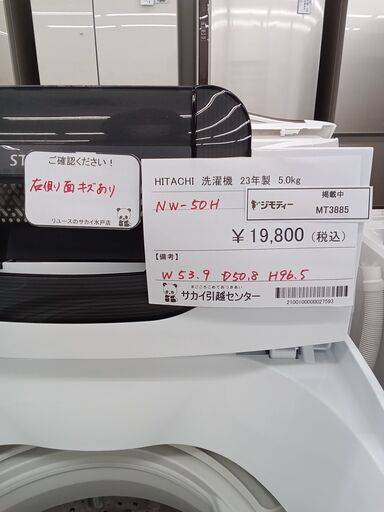 ST
ご確認ください!
右側面キズあり
リユースのサカイ水戸店
HITACHI 洗濯機 23年製 5.0kg
NW-50H
掲載中
ジモティー
MT3885
¥19,800(税込)
【備考】
W53.9 D50.8 H96.5
まごころこめておつきあい
サカイ引越センター
2100100000027593